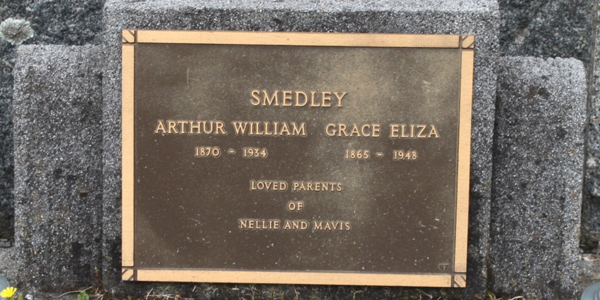 SMEDLEY
ARTHUR WILLIAM GRACE ELIZA
1870 ~ 1934 1865 ~ 1948
LOVED PARENTS
OF
NELLIE AND MAVIS